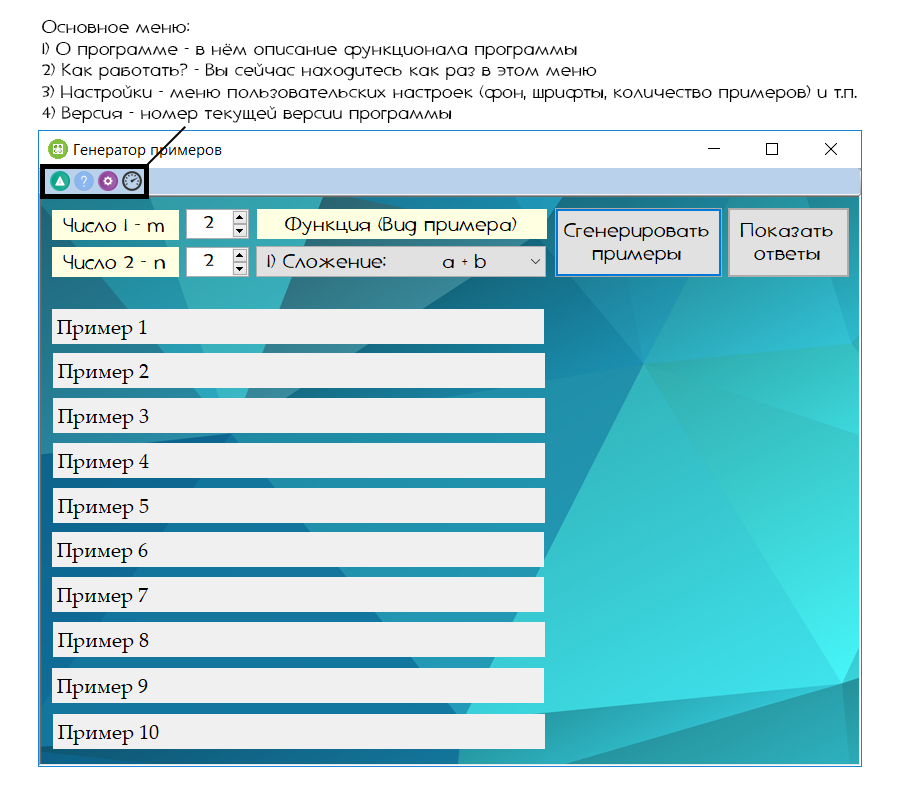 Основное меню:
1) О программе - в нём описание функционала программы
2) Как работать? - Вы сейчас находитесь как раз в этом меню
3) Настройки - меню пользовательских настроек (фон, шрифты, количество примеров) и т.п.
4) Версия - номер текущей версии программы
Генератор примеров
?
Число 1 - m
2
Функция (Вид примера)
Сгенерировать
примеры
Показать
ответы
Число 2 - n
2
1) Сложение: a + b
Пример 1
Пример 2
Пример 3
Пример 4
Пример 5
Пример 6
Пример 7
Пример 8
Пример 9
Пример 10